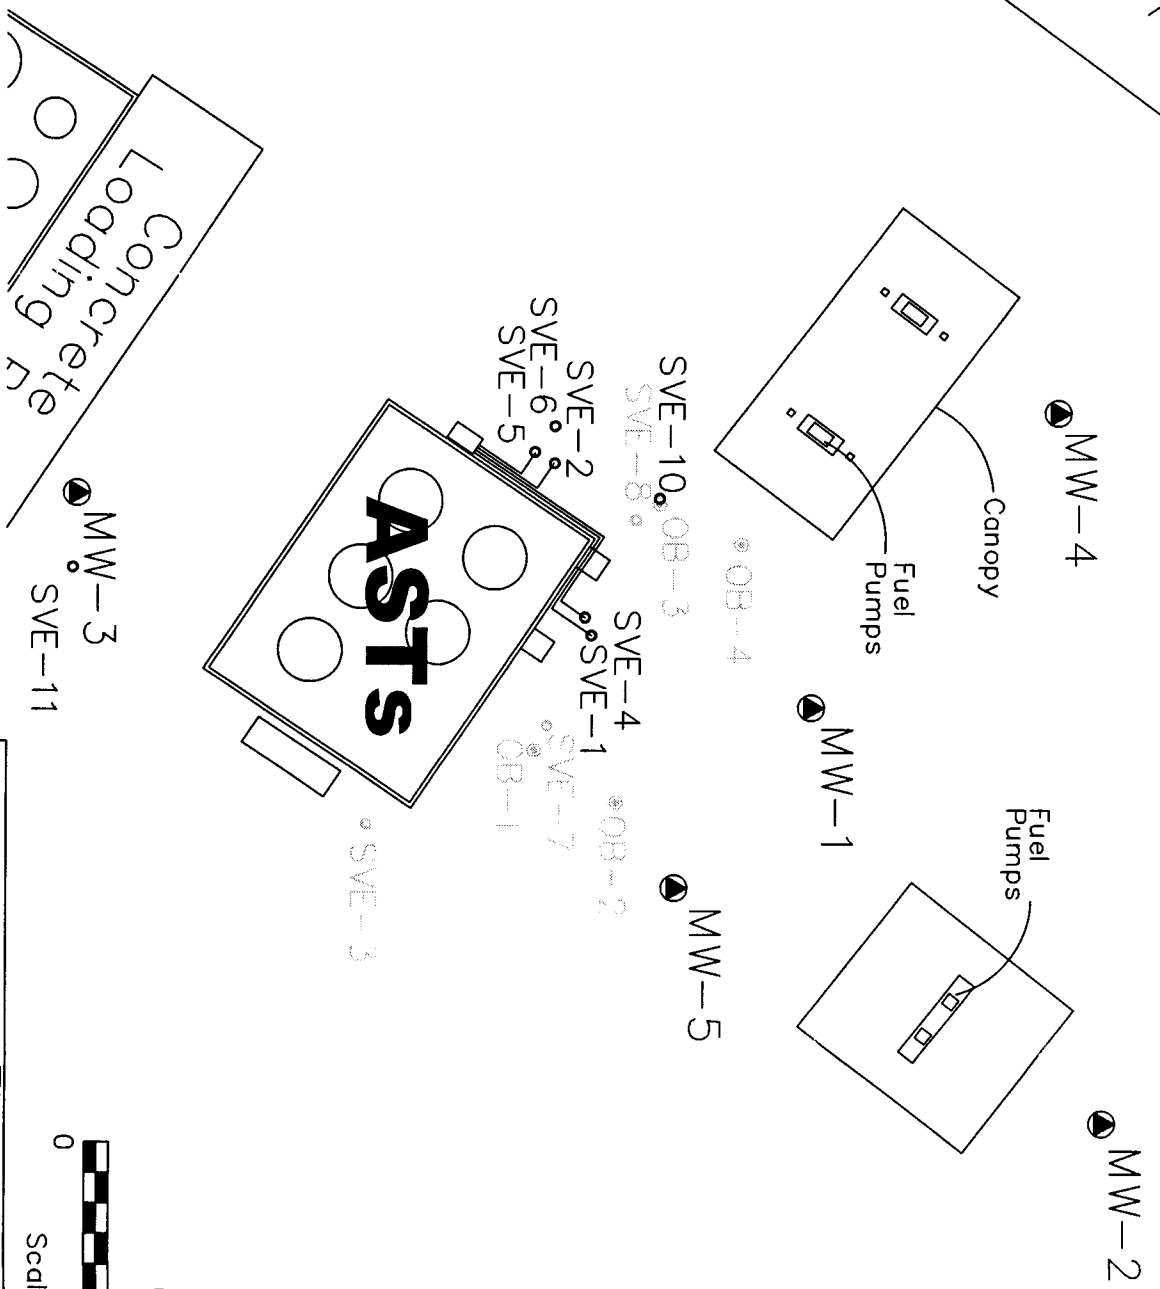 MW-4
Canopy
Fuel
Pumps
MW-2
Fuel
Pumps
MW-1
OB-4
SVE-10
OB-3
SVE-8
MW-5
SVE-2
SVE-6
SVE-5
SVE-4
SVE-1
OB-2
SVE-7
OB-1
ASTs
SVE-3
Concrete
Loading
MW-3
SVE-11
0